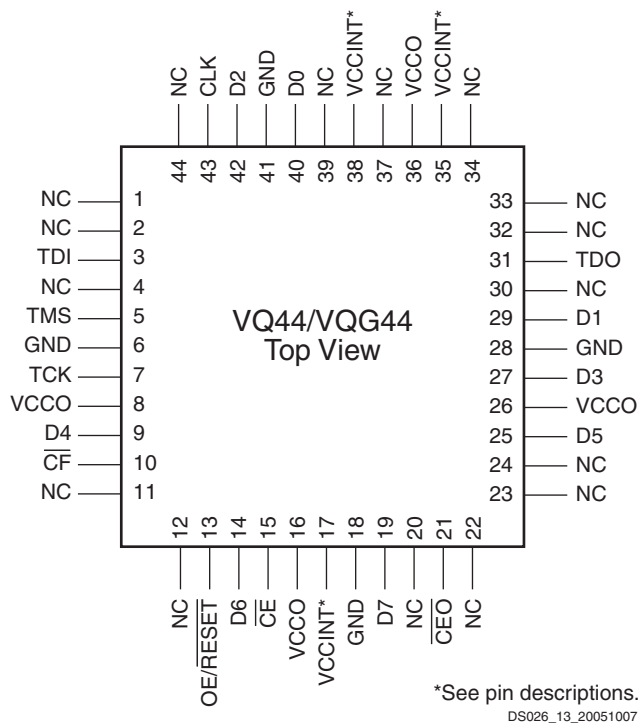 NC
CLK
D2
GND
D0
NC
VCCINT*
NC
VCCO
VCCINT*
NC
44
43
42
41
40
39
38
37
36
35
34
NC 1
NC 2
TDI 3
NC 4
TMS 5
GND 6
TCK 7
VCCO 8
D4 9
CF 10
NC 11
VQ44/VQG44
Top View
33 NC
32 NC
31 TDO
30 NC
29 D1
28 GND
27 D3
26 VCCO
25 D5
24 NC
23 NC
12
13
14
15
16
17
18
19
20
21
22
NC
OE/RESET
D6
CE
VCCO
VCCINT*
GND
D7
NC
CEO
NC
*See pin descriptions.
DS026_13_20051007